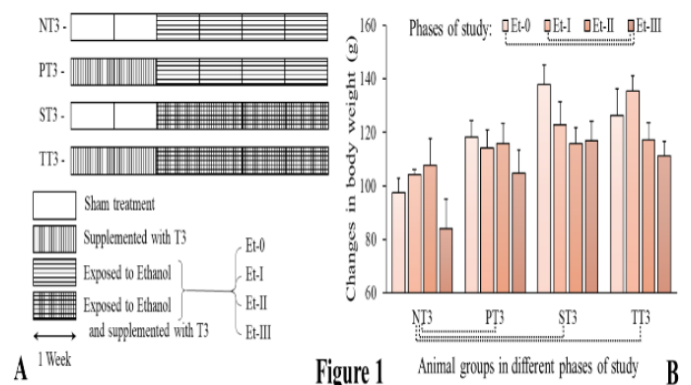 NT3 -
PT3 -
ST3 -
TT3 -
Sham treatment
Supplemented with T3
Exposed to Ethanol
Exposed to Ethanol
and supplemented with T3
1 Week
Et-0
Et-I
Et-II
Et-III
A
Figure 1
Phases of study: Et-0 Et-I Et-II Et-III
Changes in body weight (g)
160
140
120
100
80
60
NT3 PT3 ST3 TT3
Animal groups in different phases of study
B